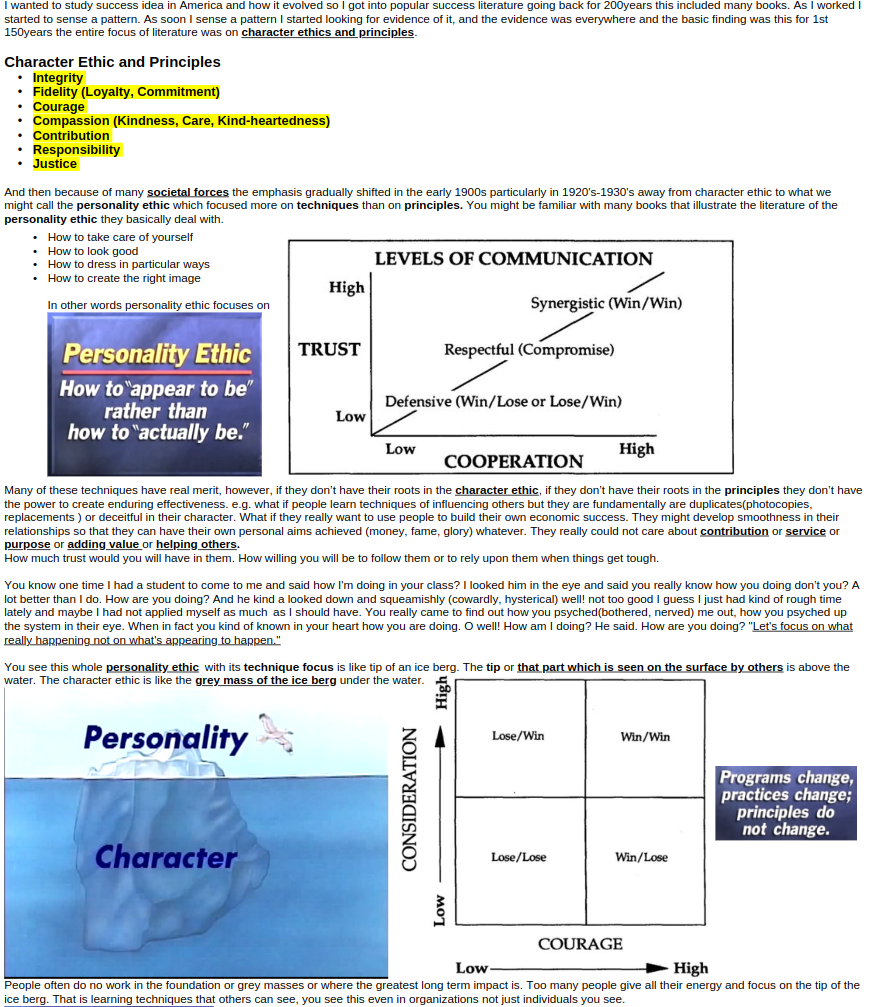 I wanted to study success idea in America and how it evolved so I got into popular success literature going back for 200years this included many books. As I worked I
started to sense a pattern. As soon I sense a pattern I started looking for evidence of it, and the evidence was everywhere and the basic finding was this for 1st
150years the entire focus of literature was on character ethics and principles.
Character Ethic and Principles
• Integrity
• Fidelity (Loyalty, Commitment)
• Courage
• Compassion (Kindness, Care, Kind-heartedness)
• Contribution
• Responsibility
• Justice
And then because of many societal forces the emphasis gradually shifted in the early 1900s particularly in 1920's-1930's away from character ethic to what we
might call the personality ethic which focused more on techniques than on principles. You might be familiar with many books that illustrate the literature of the
personality ethic they basically deal with.
• How to take care of yourself
• How to look good
• How to dress in particular ways
• How to create the right image
In other words personality ethic focuses on
Personality Ethic
How to "appear to be"
rather than
how to "actually be."
LEVELS OF COMMUNICATION
High
Synergistic (Win/Win)
TRUST
Respectful (Compromise)
Defensive (Win/Lose or Lose/Win)
Low
Low
High
COOPERATION
Many of these techniques have real merit, however, if they don't have their roots in the character ethic, if they don't have their roots in the principles they don't have
the power to create enduring effectiveness. e.g. what if people learn techniques of influencing others but they are fundamentally are duplicates(photocopies,
replacements ) or deceitful in their character. What if they really want to use people to build their own economic success. They might develop smoothness in their
relationships so that they can have their own personal aims achieved (money, fame, glory) whatever. They really could not care about contribution or service or
purpose or adding value or helping others.
How much trust would you will have in them. How willing you will be to follow them or to rely upon them when things get tough.
You know one time I had a student to come to me and said how I'm doing in your class? I looked him in the eye and said you really know how you doing don't you? A
lot better than I do. How are you doing? And he kind a looked down and squeamishly (cowardly, hysterical) well! not too good I guess I just had kind of rough time
lately and maybe I had not applied myself as much as I should have. You really came to find out how you psyched(bothered, nerved) me out, how you psyched up
the system in their eye. When in fact you kind of known in your heart how you are doing. O well! How am I doing? He said. How are you doing? "Let's focus on what
really happening not on what's appearing to happen."
You see this whole personality ethic with its technique focus is like tip of an ice berg. The tip or that part which is seen on the surface by others is above the
water. The character ethic is like the grey mass of the ice berg under the water.
Personality
Character
High
CONSIDERATION
Low
Lose/Win
Win/Win
Lose/Lose
Win/Lose
COURAGE
Low
High
Programs change,
practices change;
principles do
not change.
People often do no work in the foundation or grey masses or where the greatest long term impact is. Too many people give all their energy and focus on the tip of the
ice berg. That is learning techniques that others can see, you see this even in organizations not just individuals you see.